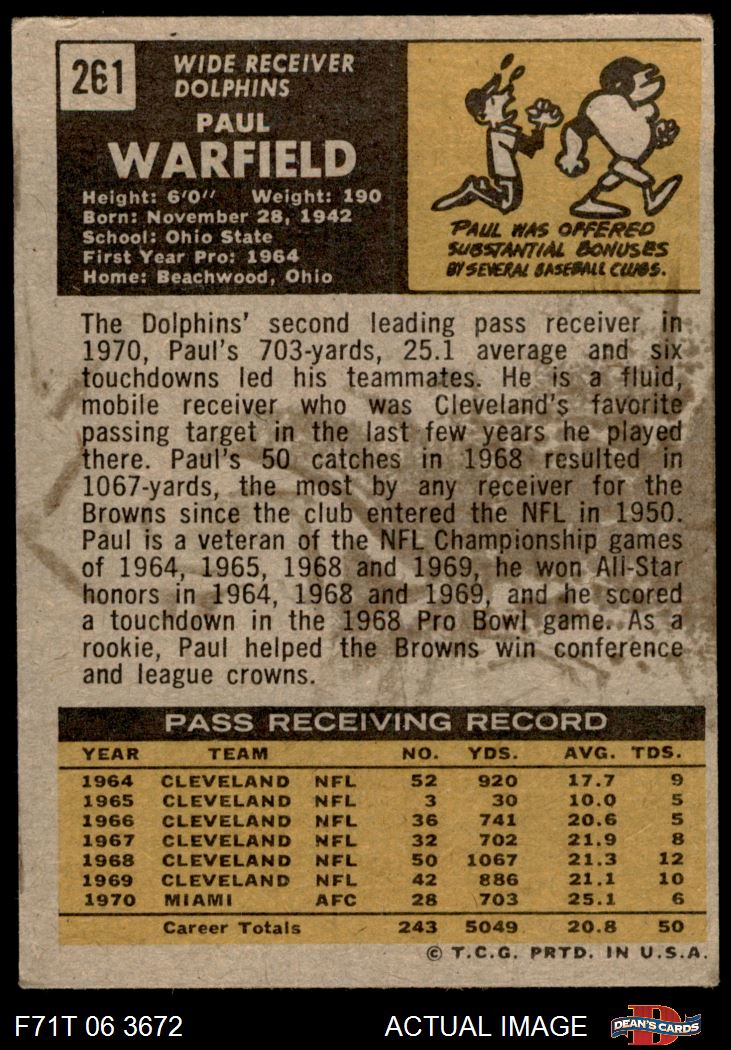 261
WIDE RECEIVER
DOLPHINS
PAUL
WARFIELD
Height: 6'0" Weight: 190
Born: November 28, 1942
School: Ohio State
First Year Pro: 1964
Home: Beachwood, Ohio
PAUL WAS OFFERED
SUBSTANTIAL BONUSES
BY SEVERAL BASEBALL CLUBS.
The Dolphins' second leading pass receiver in
1970, Paul's 703-yards, 25.1 average and six
touchdowns led his teammates. He is a fluid,
mobile receiver who was Cleveland's favorite
passing target in the last few years he played
there. Paul's 50 catches in 1968 resulted in
1067-yards, the most by any receiver for the
Browns since the club entered the NFL in 1950.
Paul is a veteran of the NFL Championship games
of 1964, 1965, 1968 and 1969, he won All-Star
honors in 1964, 1968 and 1969, and he scored
a touchdown in the 1968 Pro Bowl game. As a
rookie, Paul helped the Browns win conference
and league crowns.
PASS RECEIVING RECORD
YEAR TEAM NO. YDS. AVG. TDS.
1964 CLEVELAND NFL 52 920 17.7 9
1965 CLEVELAND NFL 3 30 10.0 5
1966 CLEVELAND NFL 36 741 20.6 5
1967 CLEVELAND NFL 32 702 21.9 8
1968 CLEVELAND NFL 50 1067 21.3 12
1969 CLEVELAND NFL 42 886 21.1 10
1970 MIAMI AFC 28 703 25.1 6
Career Totals 243 5049 20.8 50
© T.C.G. PRTD. IN U.S.A.
F71T 06 3672 ACTUAL IMAGE D DEAN'S CARDS